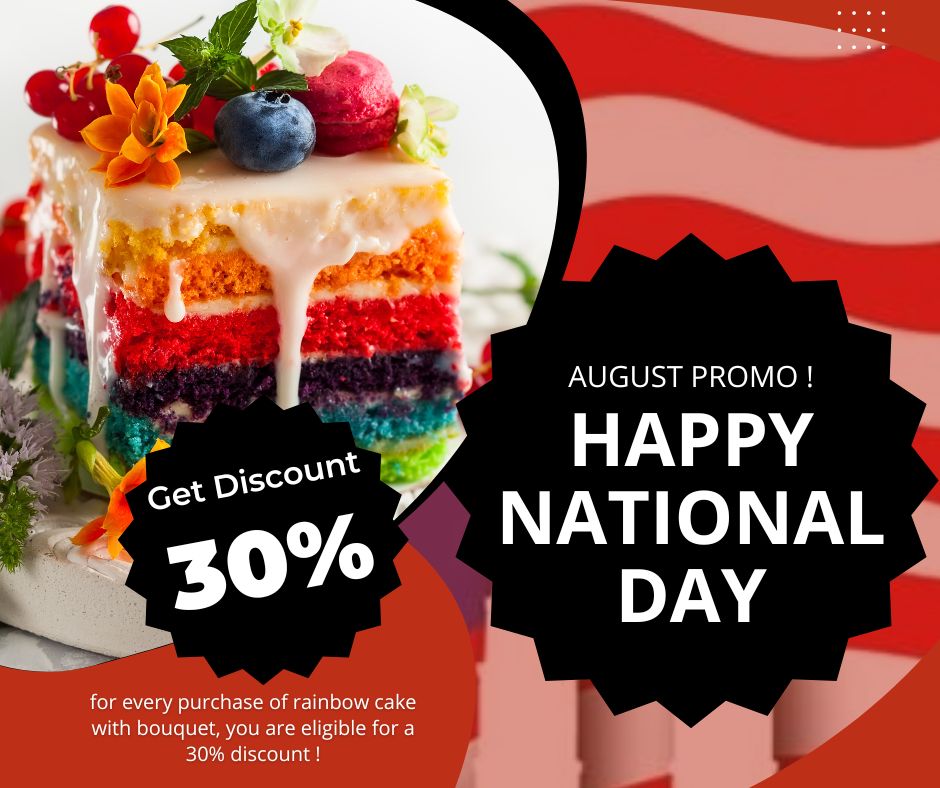 AUGUST PROMO !
HAPPY
NATIONAL
DAY
Get Discount
30%
for every purchase of rainbow cake
with bouquet, you are eligible for a
30% discount !